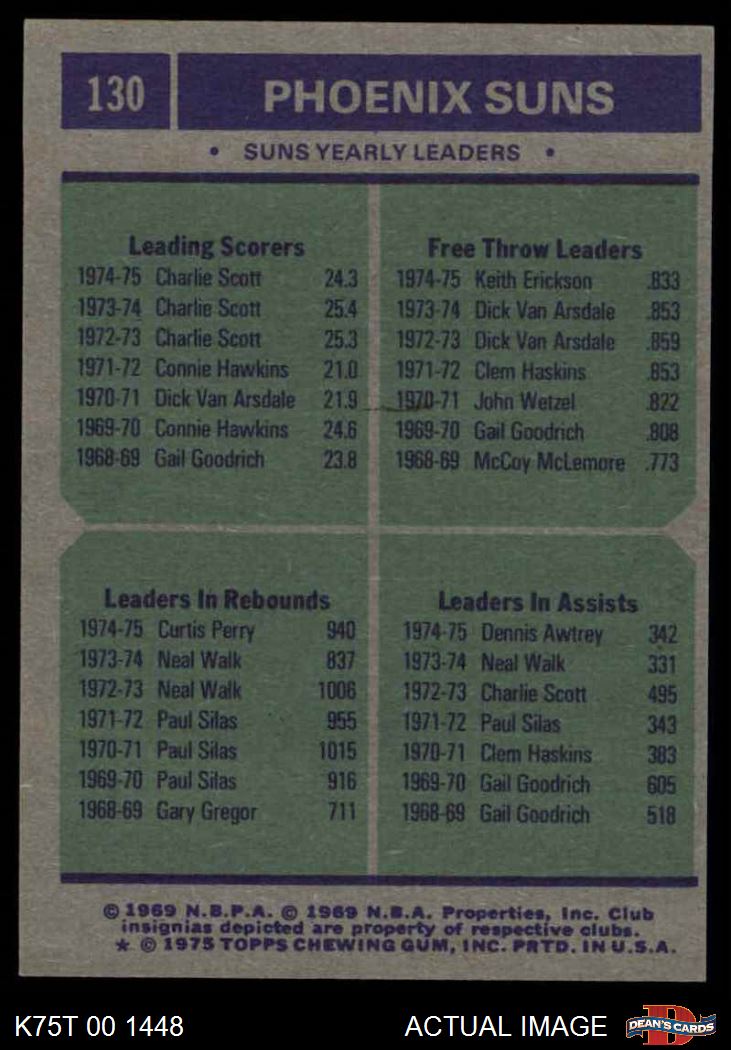 130 PHOENIX SUNS
• SUNS YEARLY LEADERS •
Leading Scorers
1974-75 Charlie Scott 24.3
1973-74 Charlie Scott 25.4
1972-73 Charlie Scott 25.3
1971-72 Connie Hawkins 21.0
1970-71 Dick Van Arsdale 21.9
1969-70 Connie Hawkins 24.6
1968-69 Gail Goodrich 23.8
Free Throw Leaders
1974-75 Keith Erickson .833
1973-74 Dick Van Arsdale .853
1972-73 Dick Van Arsdale .859
1971-72 Clem Haskins .853
1970-71 John Wetzel .822
1969-70 Gail Goodrich .808
1968-69 McCoy McLemore .773
Leaders In Rebounds
1974-75 Curtis Perry 940
1973-74 Neal Walk 837
1972-73 Neal Walk 1006
1971-72 Paul Silas 955
1970-71 Paul Silas 1015
1969-70 Paul Silas 916
1968-69 Gary Gregor 711
Leaders In Assists
1974-75 Dennis Awtrey 342
1973-74 Neal Walk 331
1972-73 Charlie Scott 495
1971-72 Paul Silas 343
1970-71 Clem Haskins 383
1969-70 Gail Goodrich 605
1968-69 Gail Goodrich 518
© 1969 N.B.P.A. © 1969 N.B.A. Properties, Inc. Club
insignias depicted are property of respective clubs.
★ © 1975 TOPPS CHEWING GUM, INC. PRTD. IN U.S.A.
K75T 00 1448 ACTUAL IMAGE
D
DEAN'S CARDS